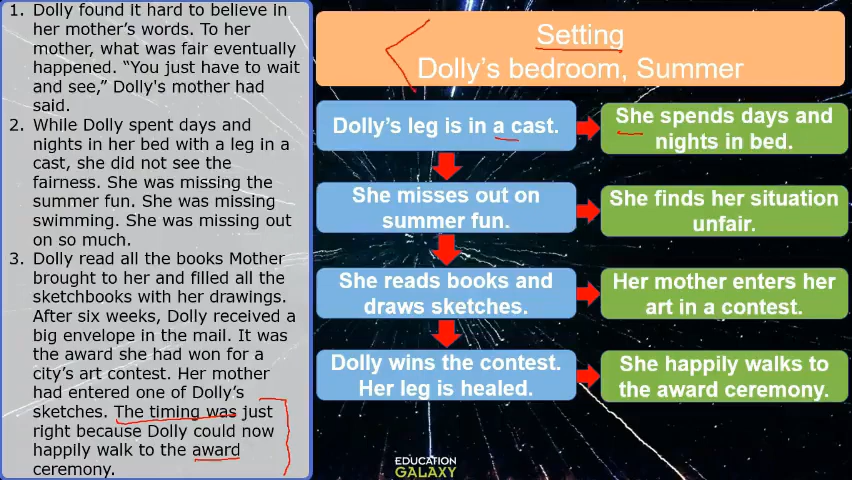 1. Dolly found it hard to believe in
her mother's words. To her
mother, what was fair eventually
happened. “You just have to wait
and see,” Dolly's mother had
said.
2. While Dolly spent days and
nights in her bed with a leg in a
cast, she did not see the
fairness. She was missing the
summer fun. She was missing
swimming. She was missing out
on so much.
3. Dolly read all the books Mother
brought to her and filled all the
sketchbooks with her drawings.
After six weeks, Dolly received a
big envelope in the mail. It was
the award she had won for a
city's art contest. Her mother
had entered one of Dolly's
sketches. The timing was just
right because Dolly could now
happily walk to the award
ceremony.
Setting
Dolly's bedroom, Summer
Dolly's leg is in a cast.
She spends days and
nights in bed.
She misses out on
summer fun.
She finds her situation
unfair.
She reads books and
draws sketches.
Her mother enters her
art in a contest.
Dolly wins the contest.
Her leg is healed.
She happily walks to
the award ceremony.
EDUCATION
GALAXY